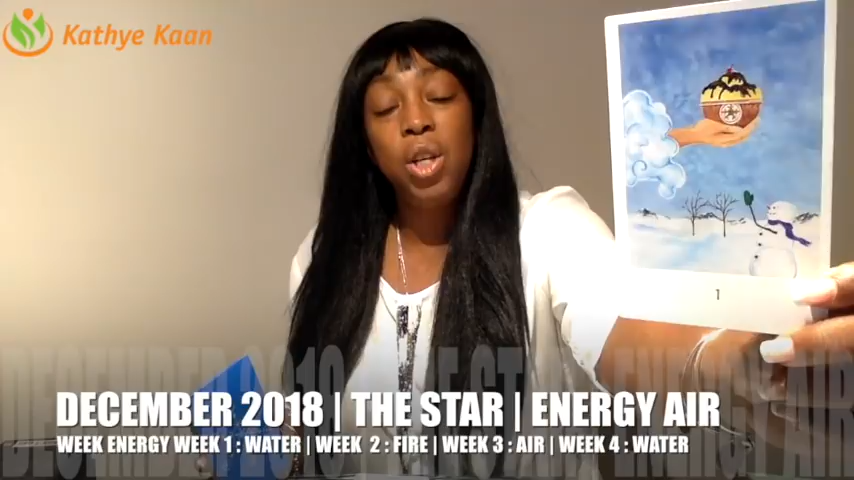 Kathye Kaan
1
DECEMBER 2018 | THE STAR | ENERGY AIR
WEEK ENERGY WEEK 1 : WATER | WEEK 2 : FIRE | WEEK 3 : AIR | WEEK 4 : WATER